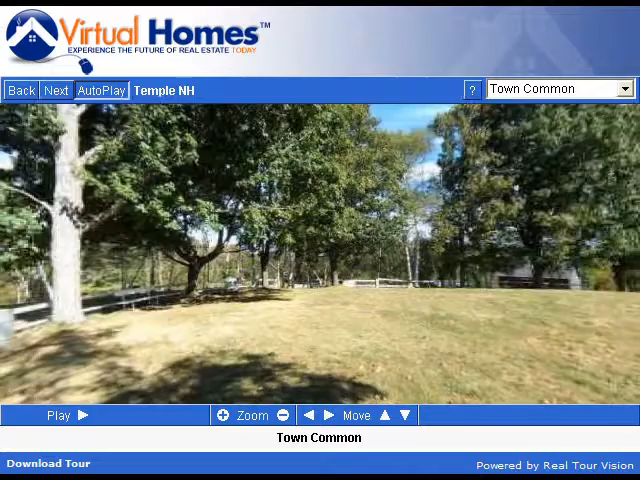 Virtual Homes™
EXPERIENCE THE FUTURE OF REAL ESTATE TODAY
Back Next AutoPlay Temple NH ? Town Common
Play Zoom Move
Town Common
Download Tour Powered by Real Tour Vision